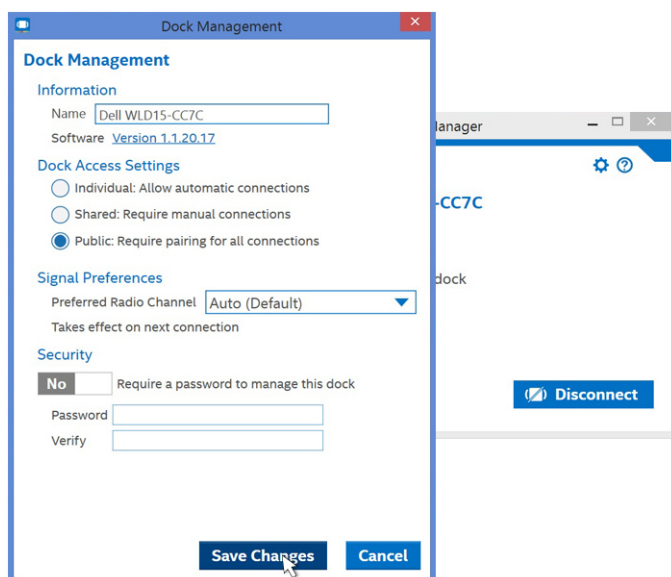 Dock Management
Dock Management
Information
Name Dell WLD15-CC7C
Software Version 1.1.20.17
Dock Access Settings
Individual: Allow automatic connections
Shared: Require manual connections
Public: Require pairing for all connections
Signal Preferences
Preferred Radio Channel Auto (Default)
Takes effect on next connection
Security
No Require a password to manage this dock
Password
Verify
Save Changes Cancel
lanager
-CC7C
dock
Disconnect